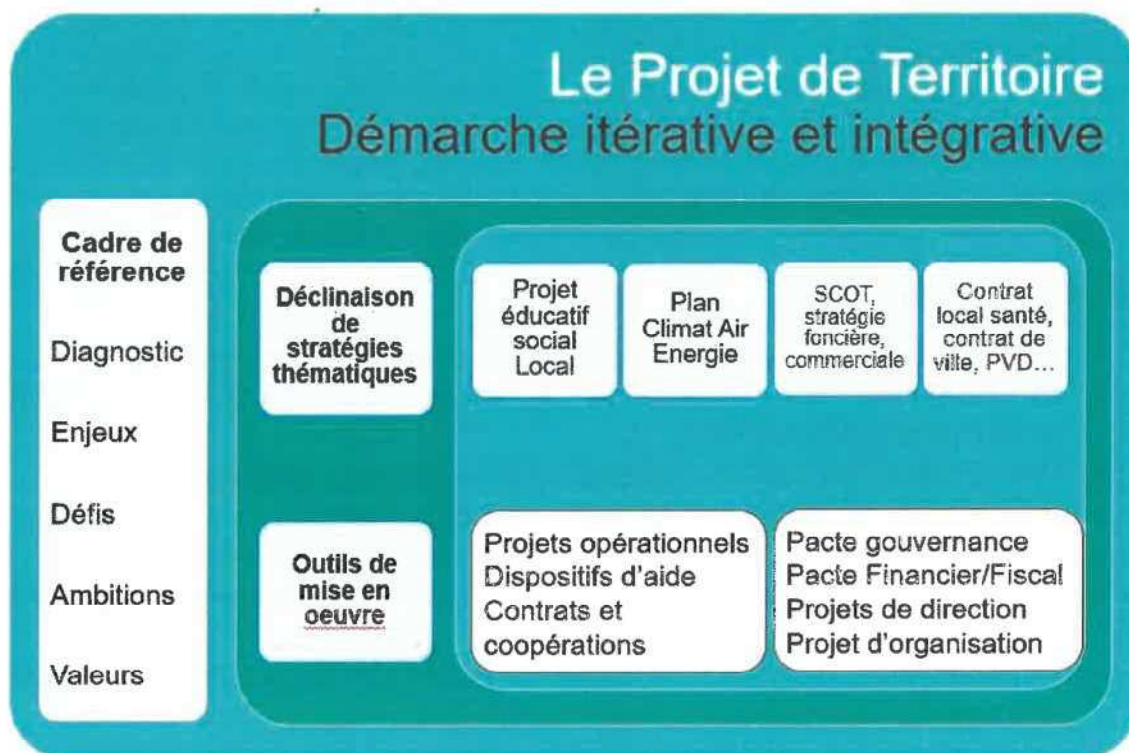 Le Projet de Territoire
Démarche itérative et intégrative
Cadre de
référence
Diagnostic
Enjeux
Défis
Ambitions
Valeurs
Déclinaison
de
stratégies
thématiques
Projet
éducatif
social
Local
Plan
Climat Air
Energie
SCOT,
stratégie
foncière,
commerciale
Contrat
local santé,
contrat de
ville, PVD...
Outils de
mise en
oeuvre
Projets opérationnels
Dispositifs d'aide
Contrats et
coopérations
Pacte gouvernance
Pacte Financier/Fiscal
Projets de direction
Projet d'organisation